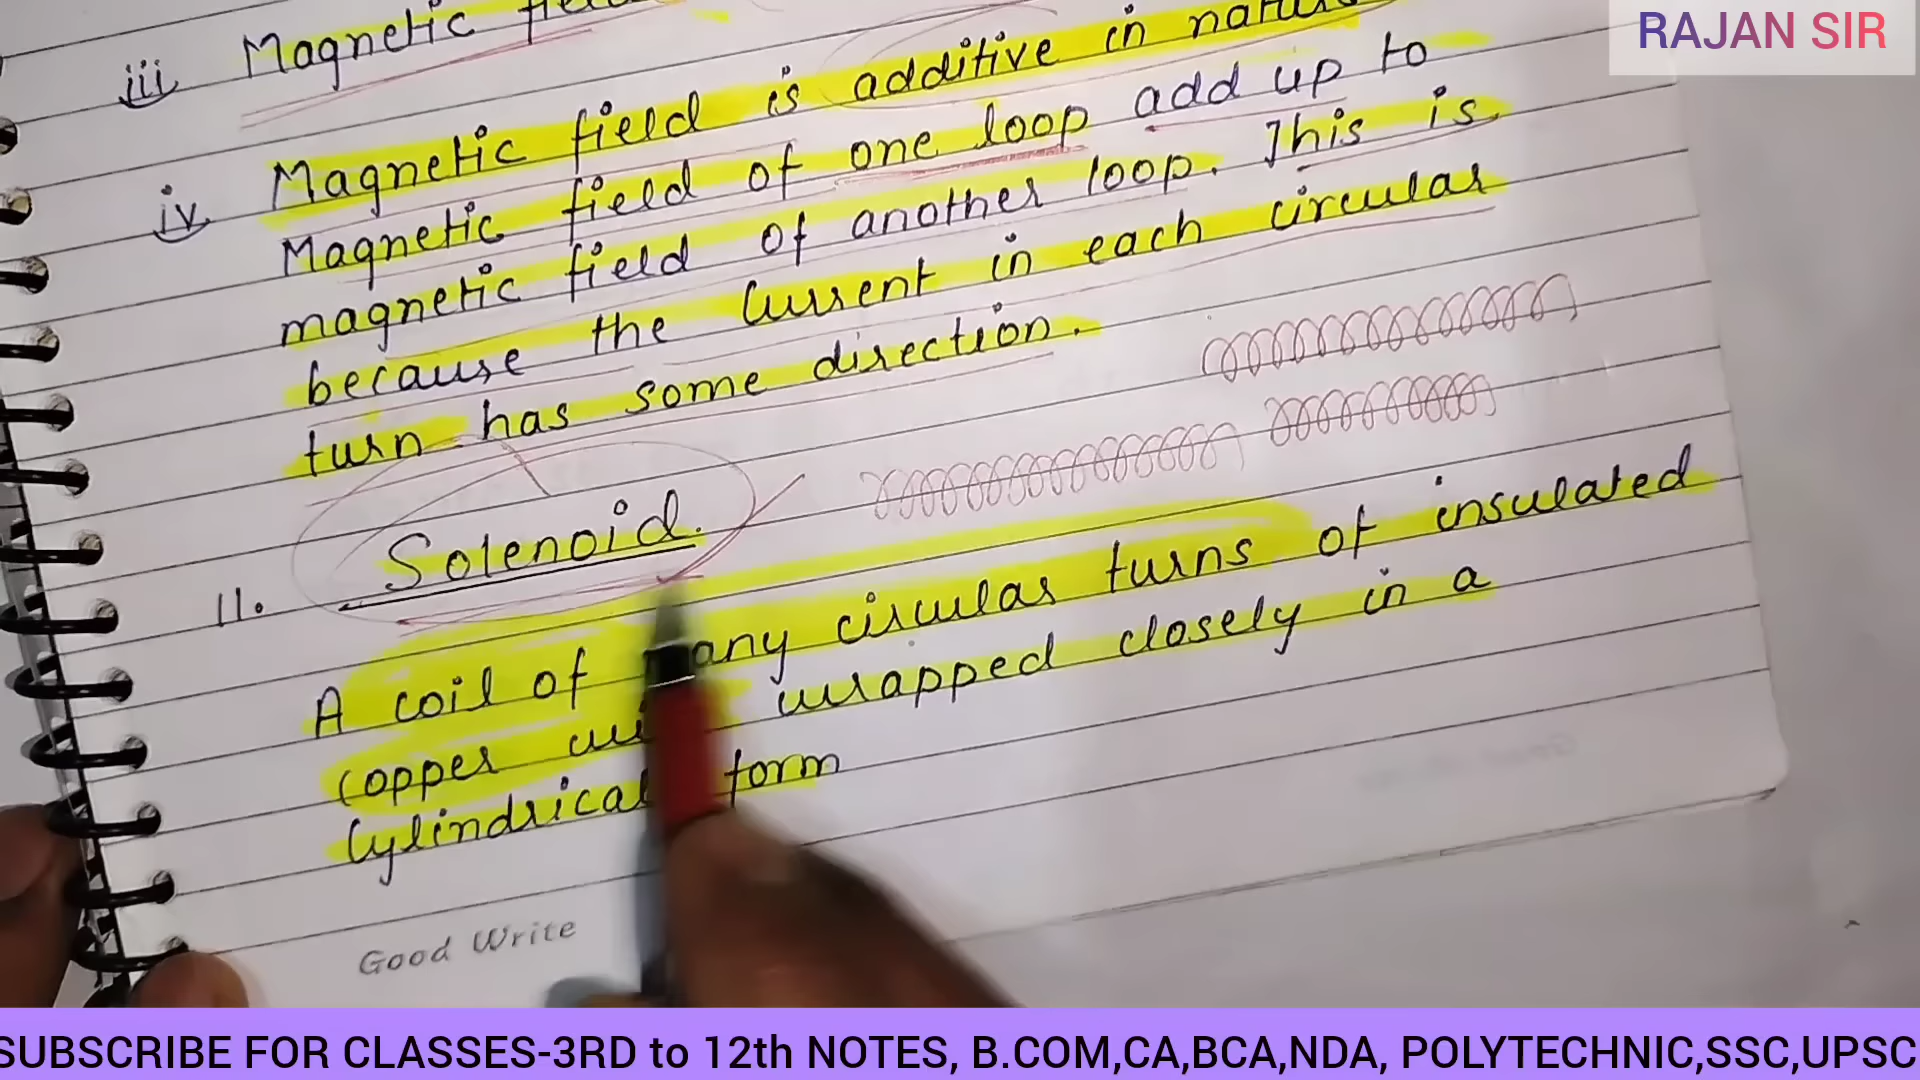 RAJAN SIR
iii Magnetic
iv. Magnetic field is additive in
Magnetic field of one loop add up to
magnetic field of another loop. This is
because the current in each circular
turn has some direction.
11. Solenoid.
A coil of many circular turns of insulated
copper wrapped closely in a
Cylindrical form
Good Write
SUBSCRIBE FOR CLASSES-3RD to 12th NOTES, B.COM,CA,BCA,NDA, POLYTECHNIC,SSC,UPSC